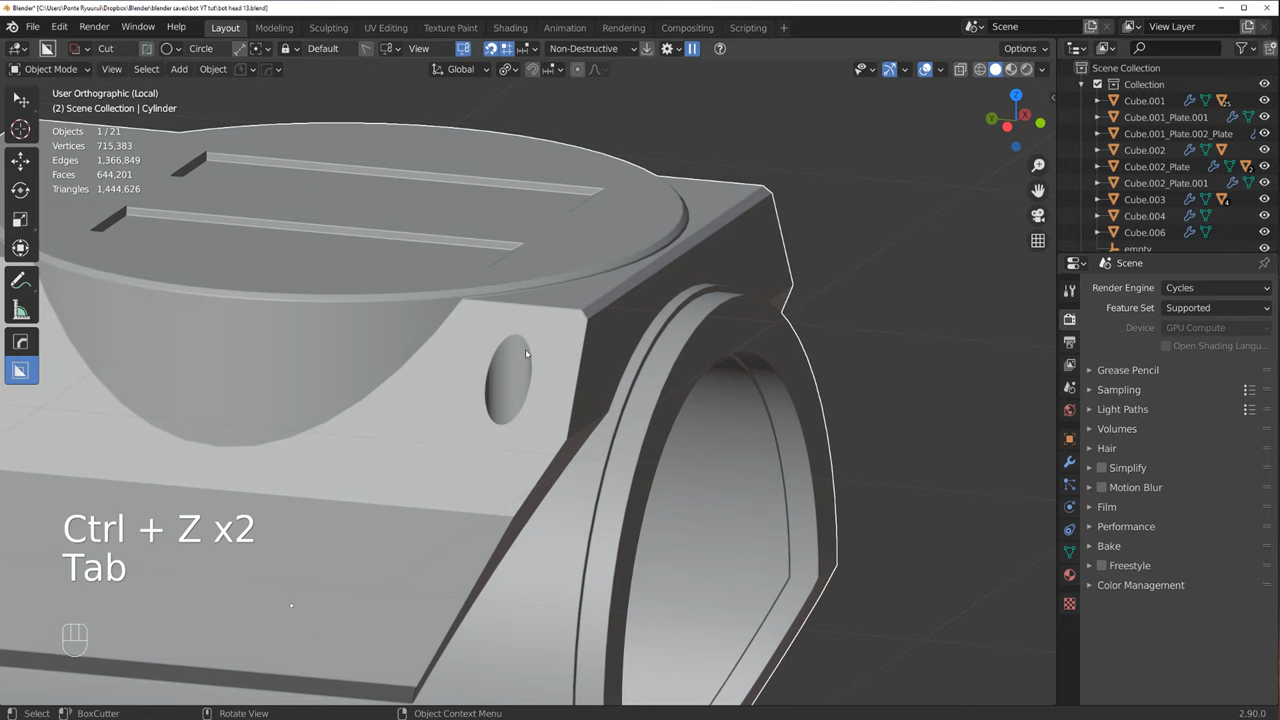 Blender* [C:\Users\Ponte Ryuurui\Dropbox\Window\blender saves\bot YT tut\bot head 13.blend]
File Edit Render Window Help Layout Modeling Sculpting UV Editing Texture Paint Shading Animation Rendering Compositing Scripting + Scene View Layer
Cut Circle Default View Non-Destructive Options
Object Mode View Select Add Object Global
User Orthographic (Local)
(2) Scene Collection | Cylinder
Objects 1/21
Vertices 715,383
Edges 1,366,849
Faces 644,201
Triangles 1,444,626
Z
Y
X
Scene Collection
Collection
Cube.001 25
Cube.001_Plate.001
Cube.001_Plate.002_Plate
Cube.002
Cube.002_Plate 2
Cube.002_Plate.001
Cube.003 4
Cube.004
Cube.006
empty
Scene
Render Engine Cycles
Feature Set Supported
Device GPU Compute
Open Shading Langu...
Grease Pencil
Sampling
Light Paths
Volumes
Hair
Simplify
Motion Blur
Film
Performance
Bake
Freestyle
Color Management
Ctrl + Z x2
Tab
Select BoxCutter Rotate View Object Context Menu 2.90.0